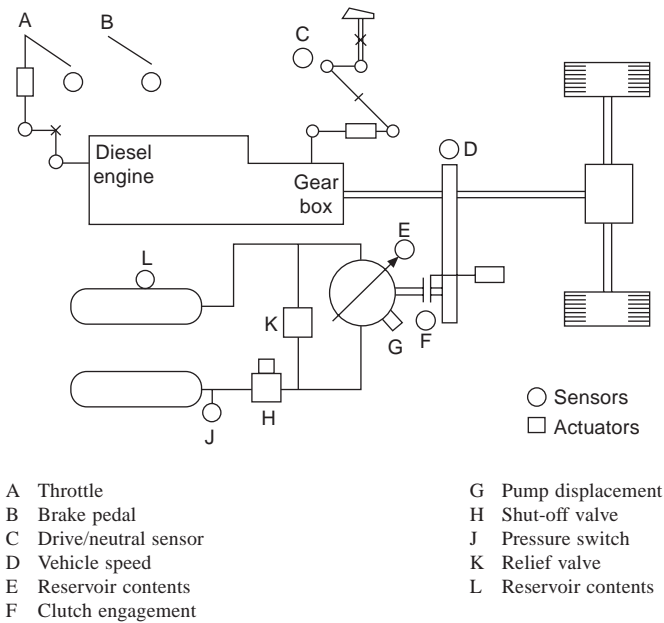 A
B
C
Diesel
engine
Gear
box
D
E
L
K
G
F
H
J
Sensors
Actuators
A Throttle
B Brake pedal
C Drive/neutral sensor
D Vehicle speed
E Reservoir contents
F Clutch engagement
G Pump displacement
H Shut-off valve
J Pressure switch
K Relief valve
L Reservoir contents